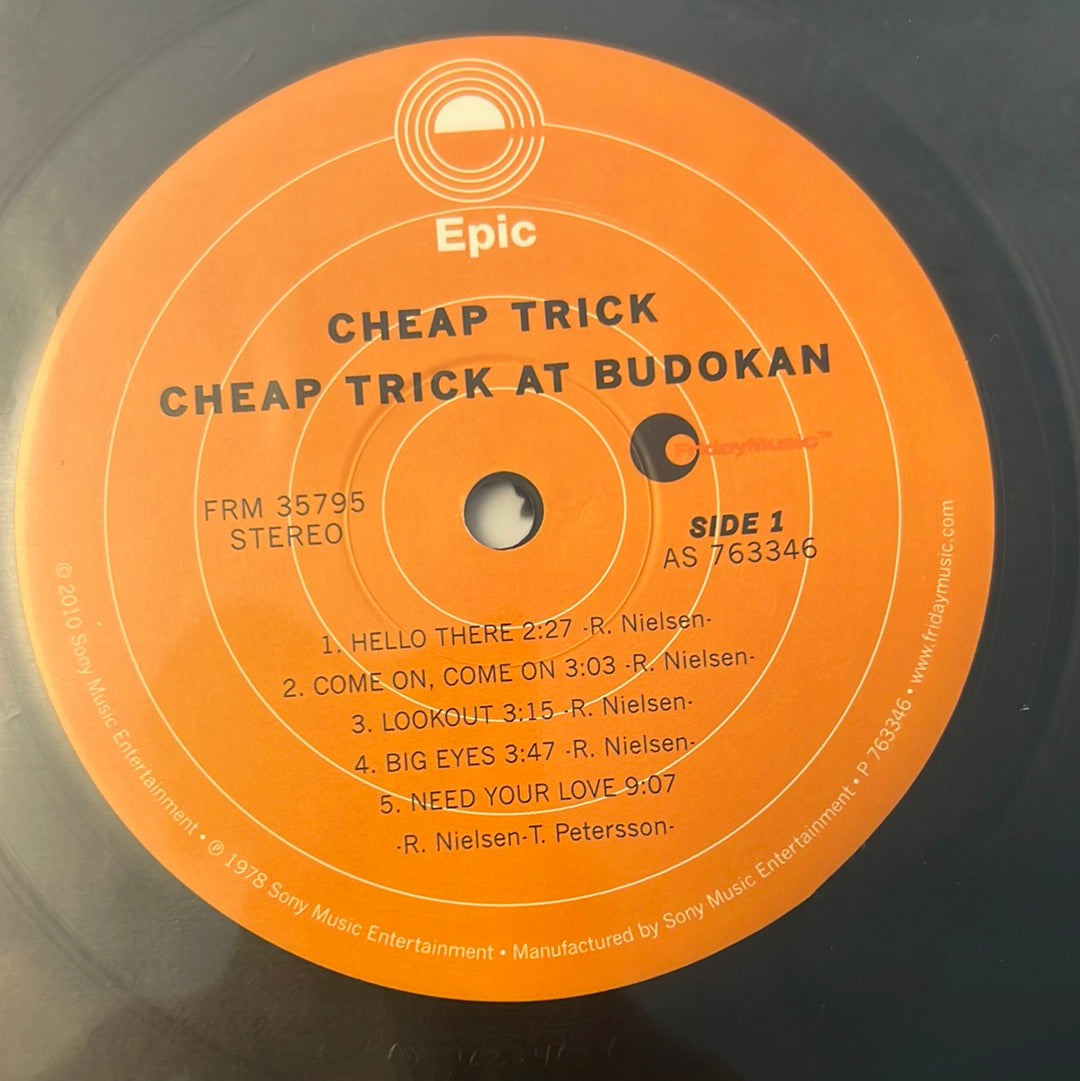 Epic
CHEAP TRICK
CHEAP TRICK AT BUDOKAN
FridayMusic™
FRM 35795
STEREO
SIDE 1
AS 763346
1. HELLO THERE 2:27 -R. Nielsen-
2. COME ON, COME ON 3:03 -R. Nielsen-
3. LOOKOUT 3:15 -R. Nielsen-
4. BIG EYES 3:47 -R. Nielsen-
5. NEED YOUR LOVE 9:07
-R. Nielsen-T. Petersson-
© 2010 Sony Music Entertainment • ℗ 1978 Sony Music Entertainment • Manufactured by Sony Music Entertainment • P 763346 • www.fridaymusic.com